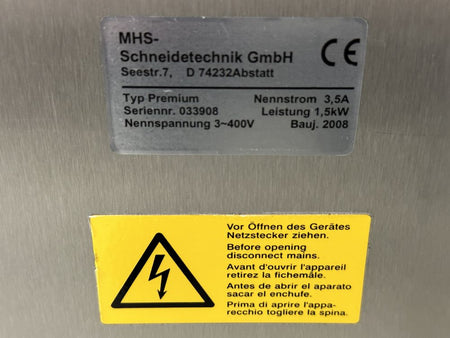 MHS-
Schneidetechnik GmbH
Seestr.7, D 74232Abstatt
CE
Typ Premium Nennstrom 3,5A
Seriennr. 033908 Leistung 1,5kW
Nennspannung 3~400V Bauj. 2008
Vor Öffnen des Gerätes
Netzstecker ziehen.
Before opening
disconnect mains.
Avant d'ouvrir l'appareil
retirez la fichemâle.
Antes de abrir el aparato
sacar el enchufe.
Prima di aprire l'appa-
recchio togliere la spina.